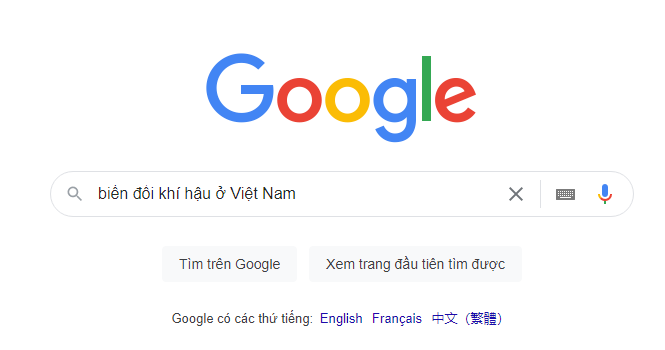 Google
biến đổi khí hậu ở Việt Nam
Tìm trên Google
Xem trang đầu tiên tìm được
Google có các thứ tiếng: English Français 中文（繁體）